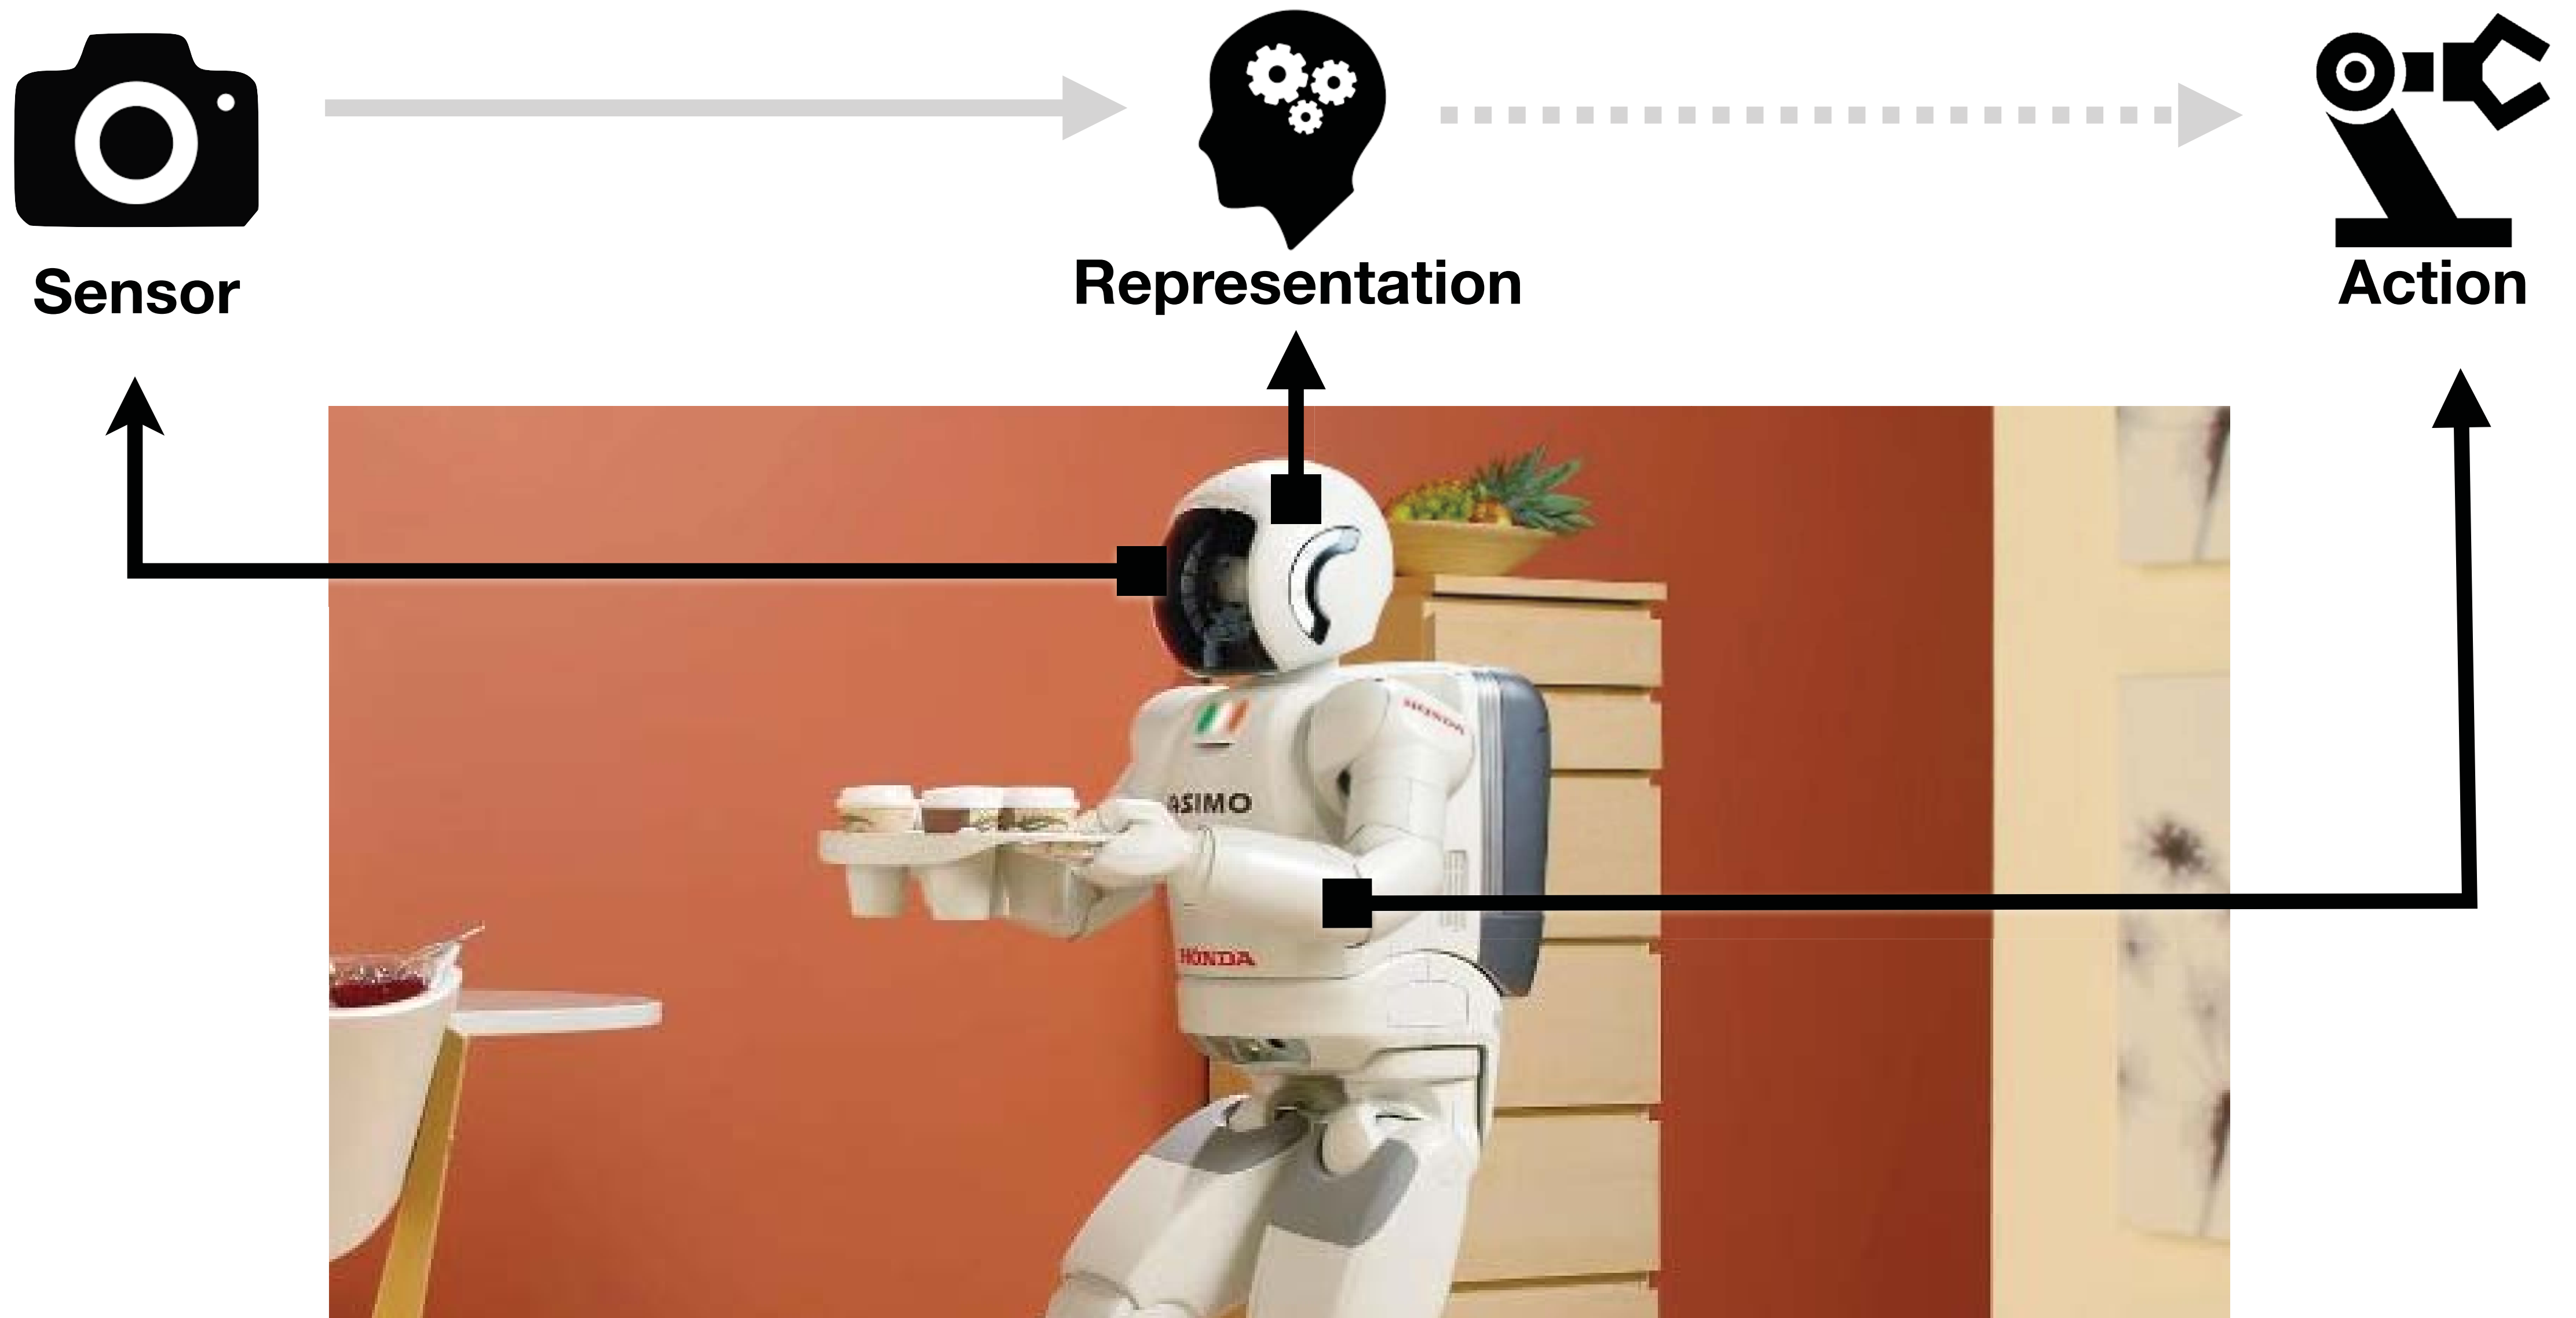 Sensor
Representation
Action
HONDA
ASIMO
HONDA